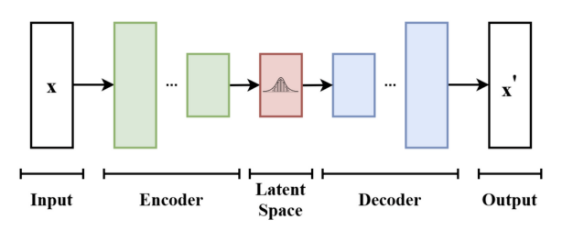 x
...
...
x'
Input
Encoder
Latent
Space
Decoder
Output